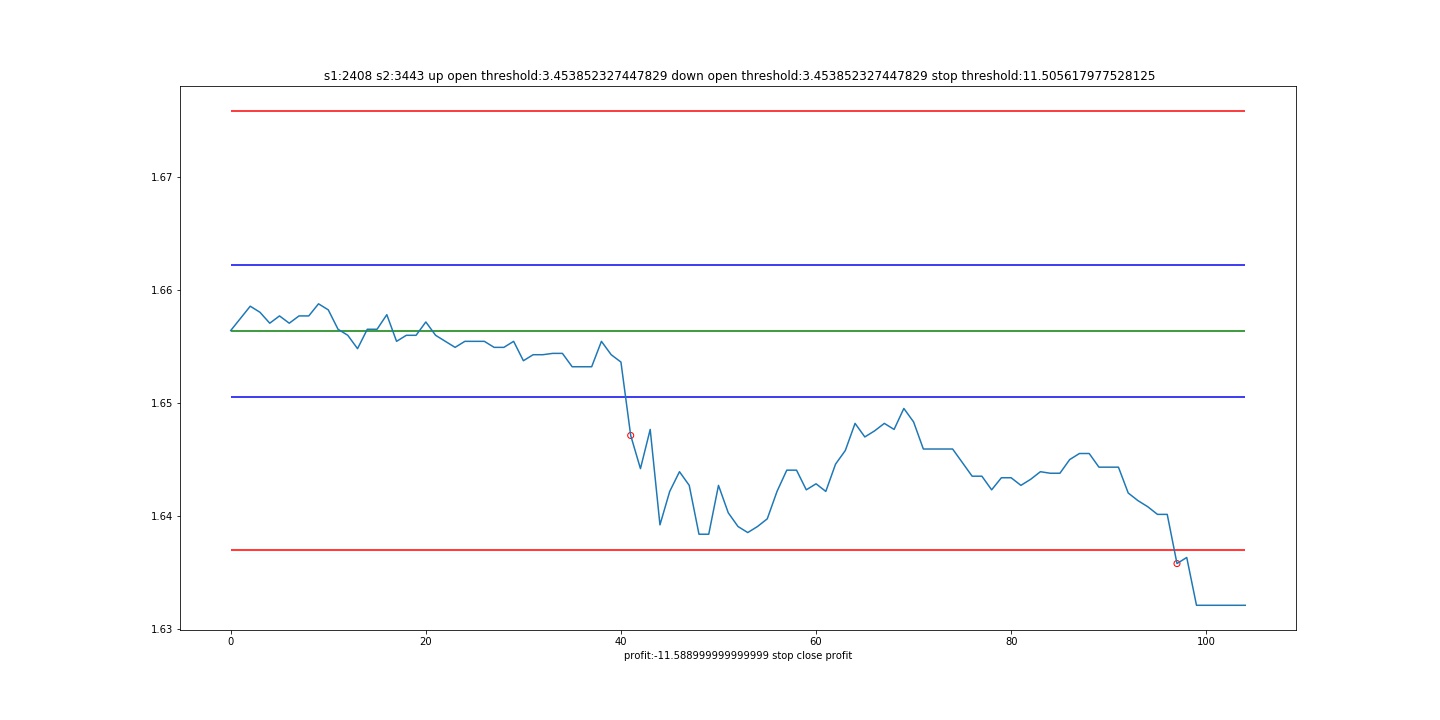 s1:2408 s2:3443 up open threshold:3.453852327447829 down open threshold:3.453852327447829 stop threshold:11.505617977528125
1.67
1.66
1.65
1.64
1.63
0 20 40 60 80 100
profit:-11.588999999999999 stop close profit